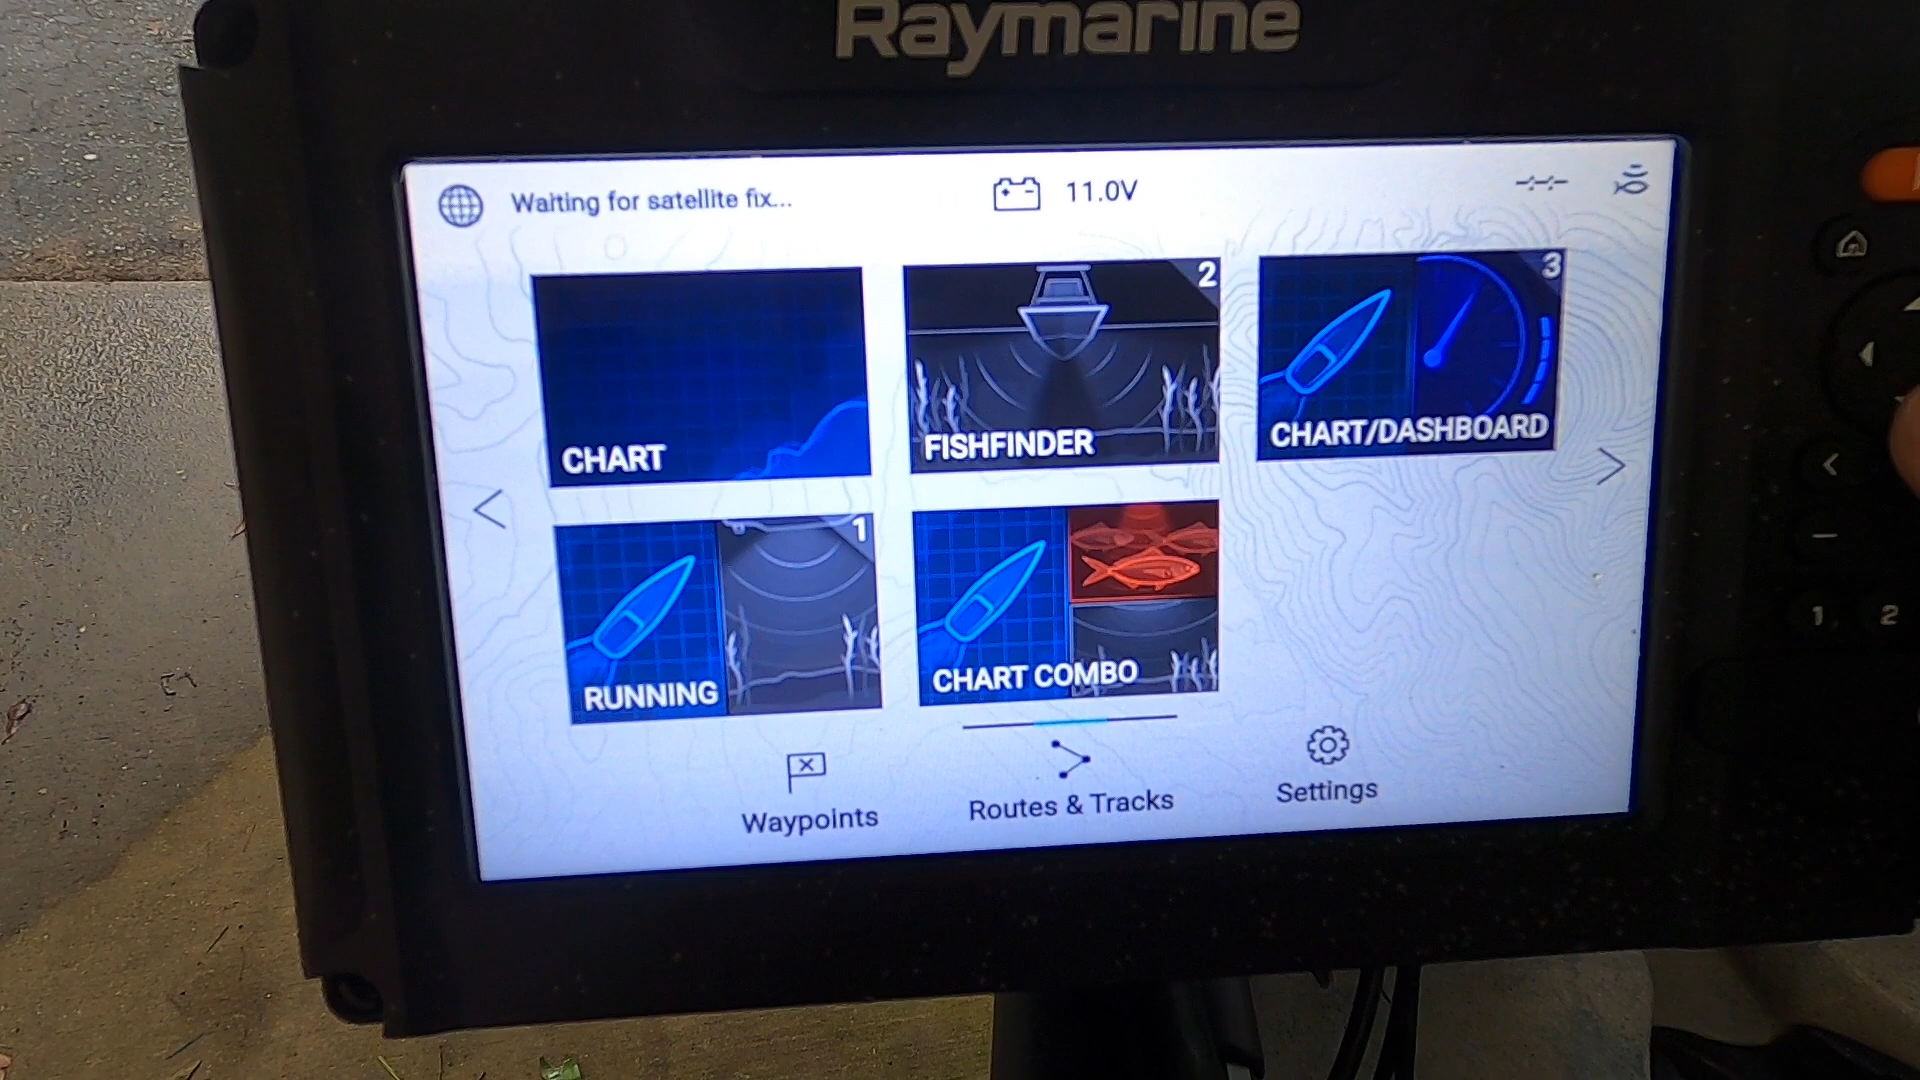 Raymarine
Waiting for satellite fix...
11.0V
CHART
2
FISHFINDER
3
CHART/DASHBOARD
1
RUNNING
CHART COMBO
Waypoints
Routes & Tracks
Settings
1 2